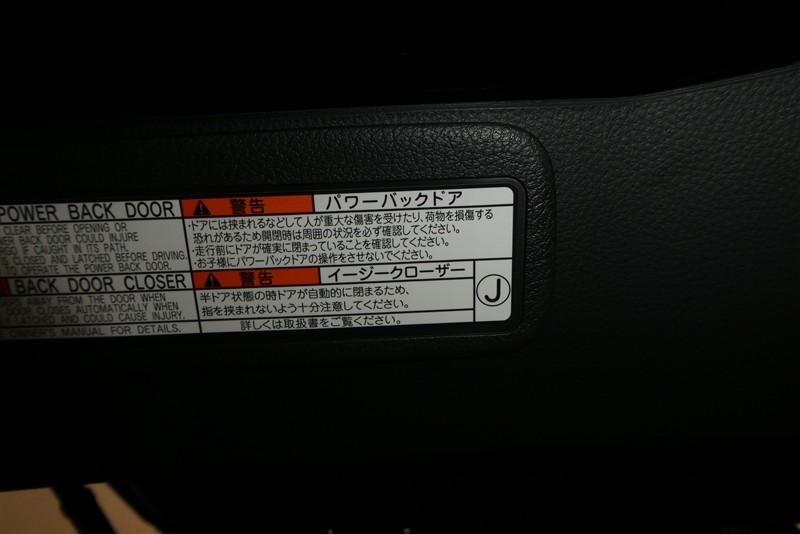 POWER BACK DOOR
CLEAR BEFORE OPENING OR
BACK DOOR COULD INJURE
IF CAUGHT IN ITS PATH.
CLOSED AND LATCHED BEFORE DRIVING.
TO OPERATE THE POWER BACK DOOR.
BACK DOOR CLOSER
AWAY FROM THE DOOR WHEN
DOOR CLOSES AUTOMATICALLY WHEN
LATCHED AND COULD CAUSE INJURY.
OWNER'S MANUAL FOR DETAILS.
警告 パワーバックドア
・ドアには挟まれるなどして人が重大な傷害を受けたり、荷物を損傷する
恐れがあるため開閉時は周囲の状況を必ず確認してください。
・走行前にドアが確実に閉まっていることを確認してください。
・お子様にパワーバックドアの操作をさせないでください。
警告 イージークローザー
半ドア状態の時ドアが自動的に閉まるため、
指を挟まれないよう十分注意してください。
詳しくは取扱書をご覧ください。
J